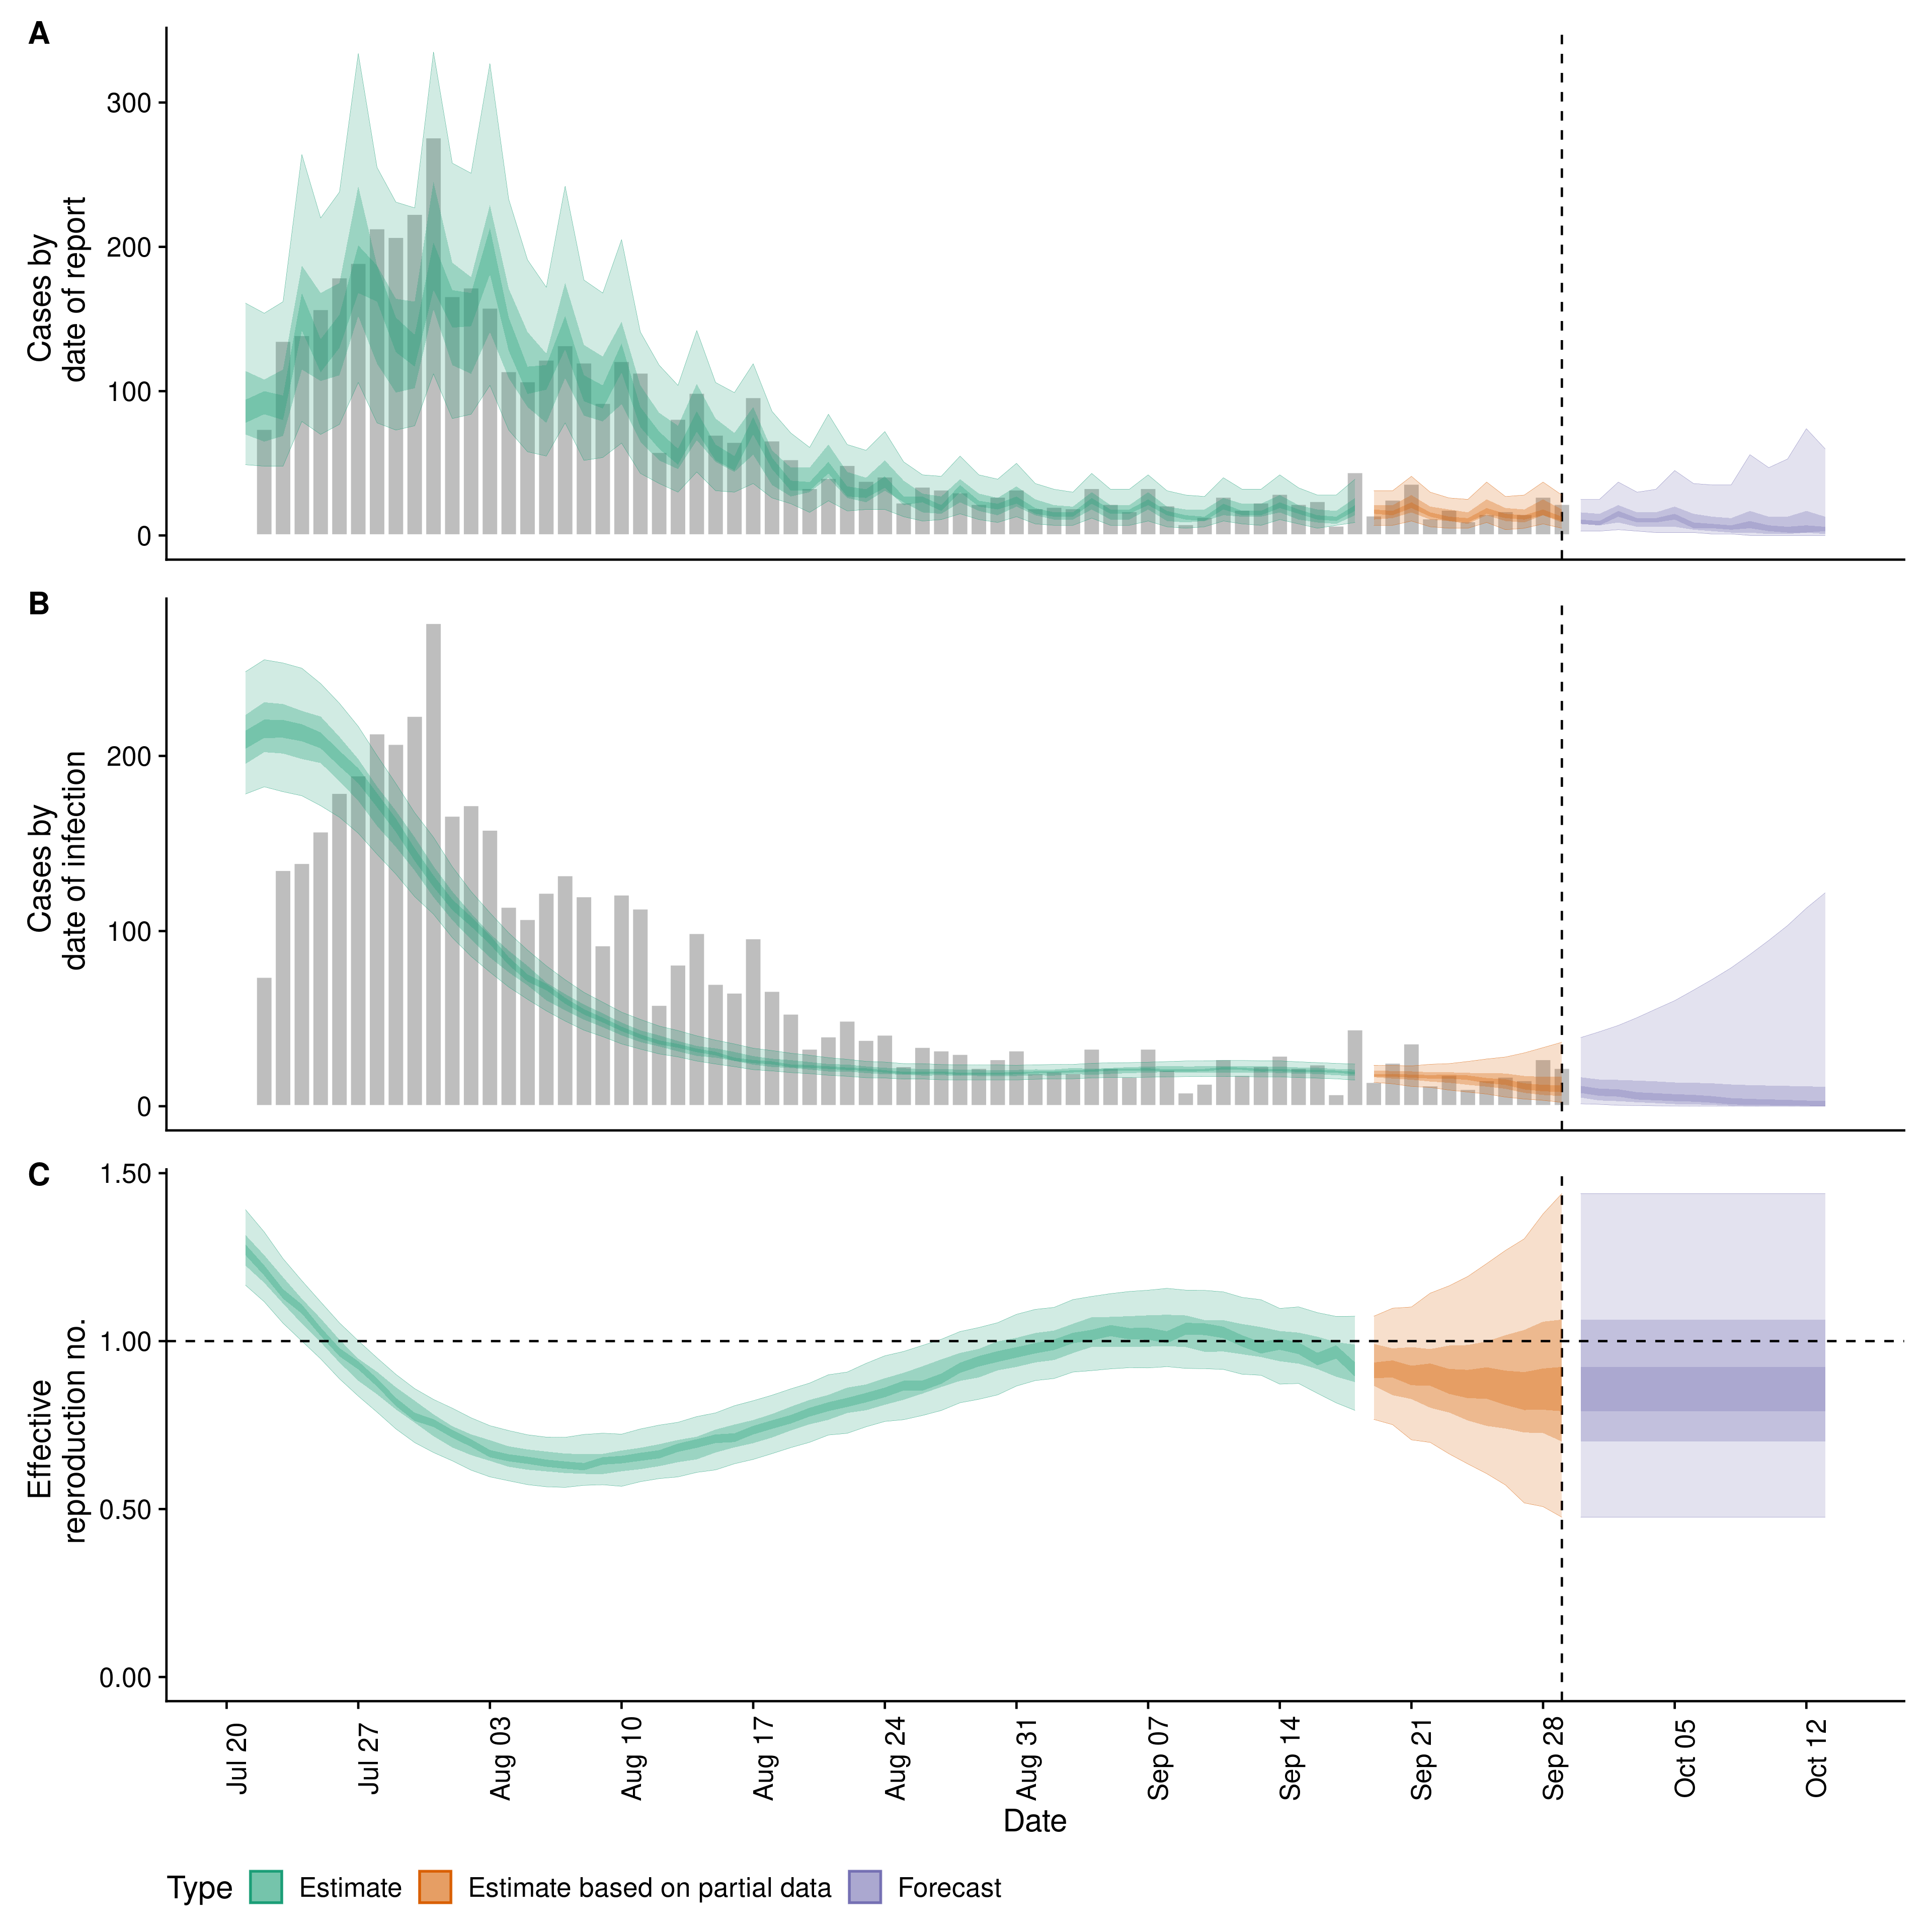 A
300
200
100
0
Cases by
date of report
B
200
100
0
Cases by
date of infection
C
1.50
1.00
0.50
0.00
Effective
reproduction no.
Jul 20
Jul 27
Aug 03
Aug 10
Aug 17
Aug 24
Aug 31
Sep 07
Sep 14
Sep 21
Sep 28
Oct 05
Oct 12
Date
Type Estimate Estimate based on partial data Forecast